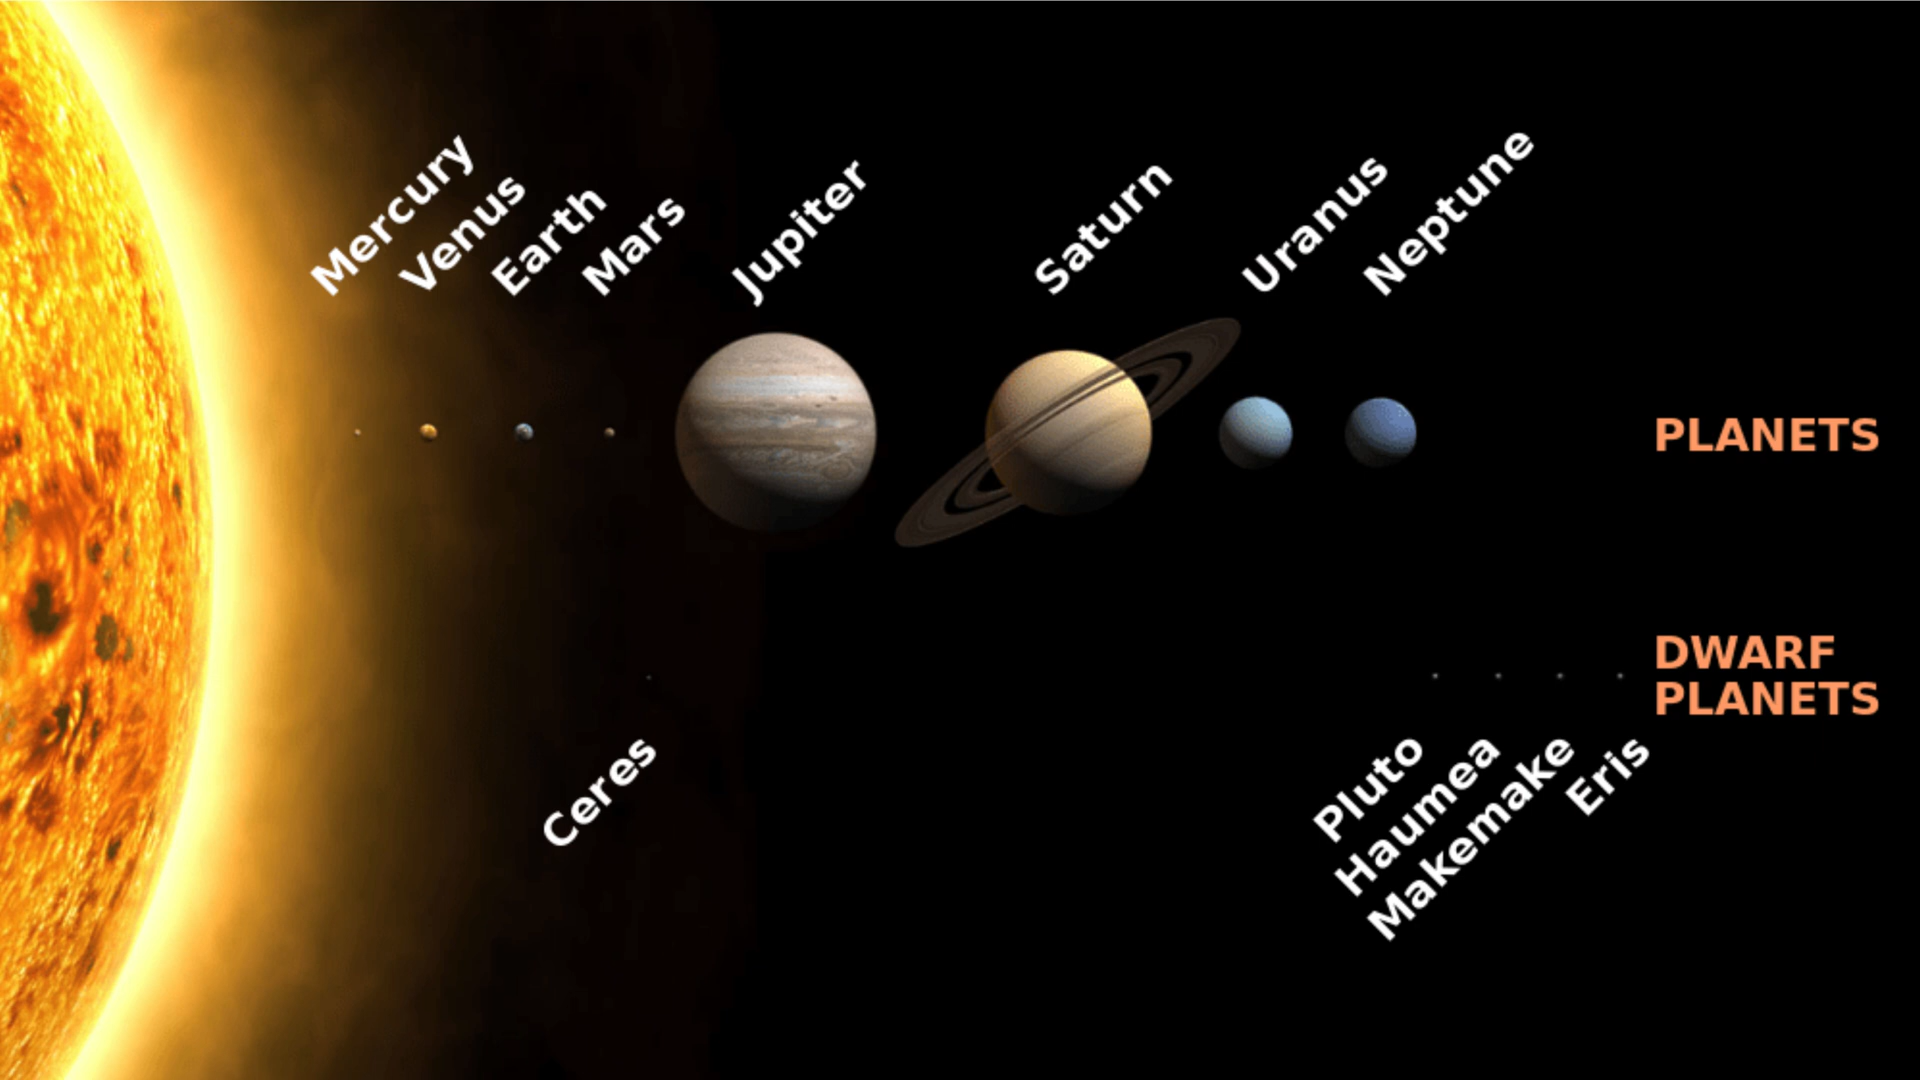 Mercury
Venus
Earth
Mars
Jupiter
Saturn
Uranus
Neptune
PLANETS
DWARF
PLANETS
Ceres
Pluto
Haumea
Makemake
Eris